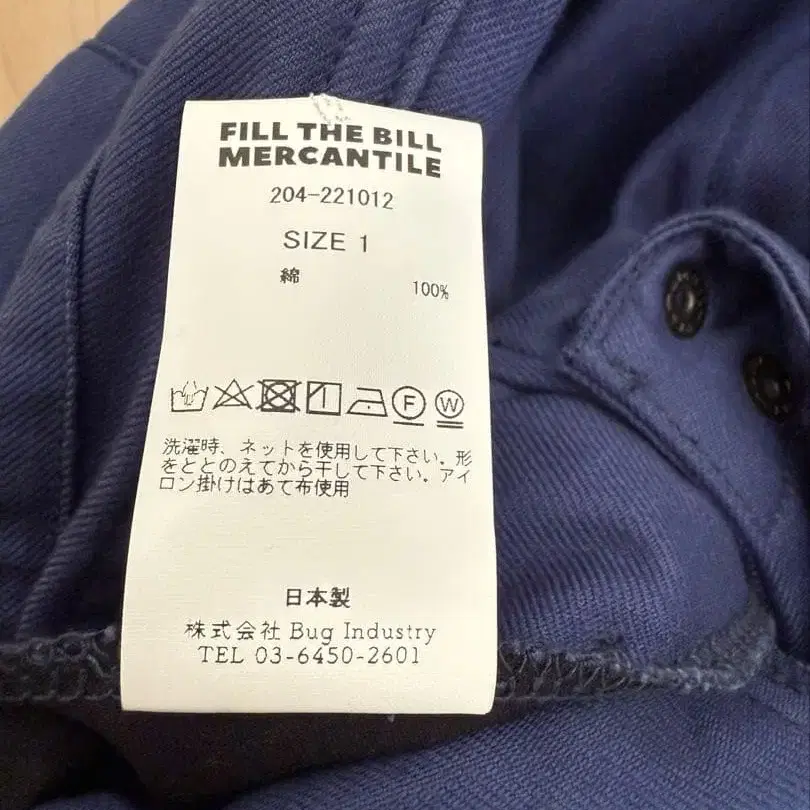 FILL THE BILL
MERCANTILE
204-221012
SIZE 1
綿 100%
F W
洗濯時、ネットを使用して下さい。形
をととのえてから干して下さい。アイ
ロン掛けはあて布使用
日本製
株式会社 Bug Industry
TEL 03-6450-2601